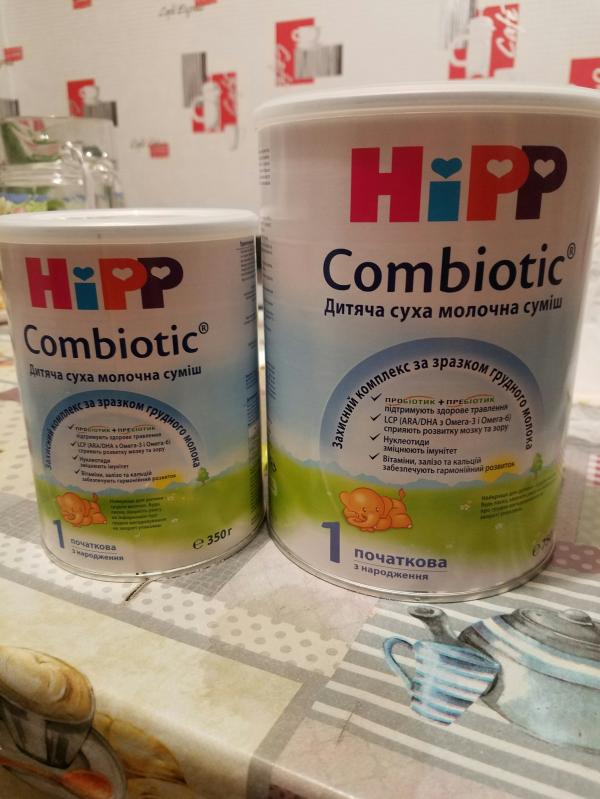 HiPP
Combiotic®
Дитяча суха молочна суміш
Захисний комплекс за зразком грудного молока
ПРОБІОТИК + ПРЕБІОТИК
підтримують здорове травлення
LCP (ARA/DHA з Омега-3 і Омега-6)
сприяють розвитку мозку та зору
Нуклеотиди
зміцнюють імунітет
Вітаміни, залізо та кальцій
забезпечують гармонійний розвиток
1 початкова
з народження
℮ 350 г
HiPP
Combiotic®
Дитяча суха молочна суміш
Захисний комплекс за зразком грудного молока
ПРОБІОТИК + ПРЕБІОТИК
підтримують здорове травлення
LCP (ARA/DHA з Омега-3 і Омега-6)
сприяють розвитку мозку та зору
Нуклеотиди
зміцнюють імунітет
Вітаміни, залізо та кальцій
забезпечують гармонійний розвиток
1 початкова
з народження